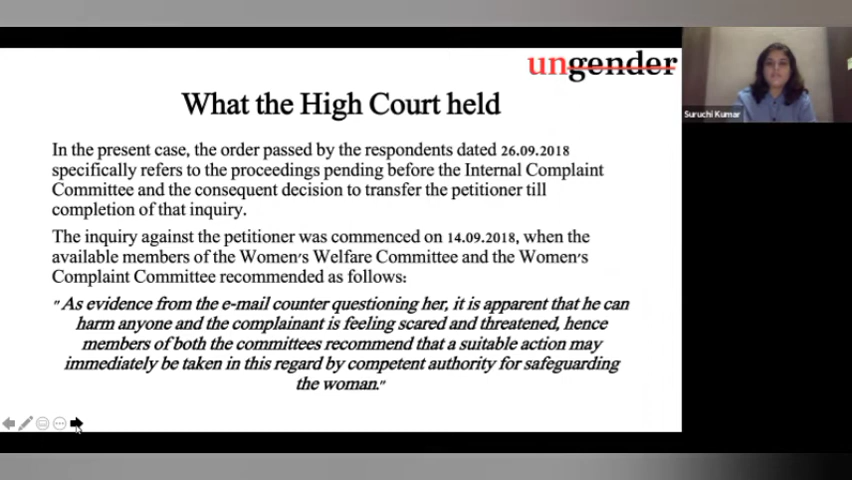 ungender
Suruchi Kumar
What the High Court held
In the present case, the order passed by the respondents dated 26.09.2018
specifically refers to the proceedings pending before the Internal Complaint
Committee and the consequent decision to transfer the petitioner till
completion of that inquiry.
The inquiry against the petitioner was commenced on 14.09.2018, when the
available members of the Women's Welfare Committee and the Women's
Complaint Committee recommended as follows:
"As evidence from the e-mail counter questioning her, it is apparent that he can
harm anyone and the complainant is feeling scared and threatened, hence
members of both the committees recommend that a suitable action may
immediately be taken in this regard by competent authority for safeguarding
the woman."